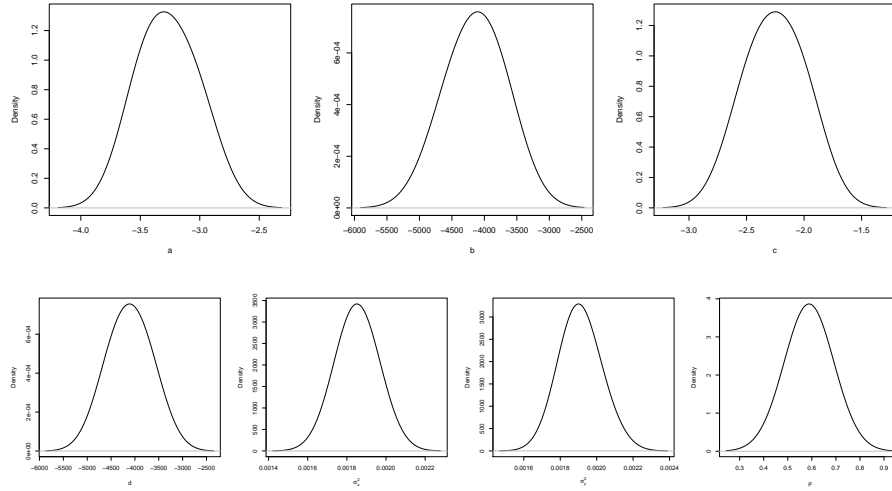 Density
0.0 0.2 0.4 0.6 0.8 1.0 1.2
−4.0 −3.5 −3.0 −2.5
a
Density
0e+00 2e−04 4e−04 6e−04
−6000 −5500 −5000 −4500 −4000 −3500 −3000 −2500
b
Density
0.0 0.2 0.4 0.6 0.8 1.0 1.2
−3.0 −2.5 −2.0 −1.5
c
Density
0e+00 2e−04 4e−04 6e−04
−6000 −5500 −5000 −4500 −4000 −3500 −3000 −2500
d
Density
0 500 1000 1500 2000 2500 3000 3500
0.0014 0.0016 0.0018 0.0020 0.0022
σ²ₓ
Density
0 500 1000 1500 2000 2500 3000
0.0016 0.0018 0.0020 0.0022 0.0024
σ²ᵧ
Density
0 1 2 3 4
0.3 0.4 0.5 0.6 0.7 0.8 0.9
ρ